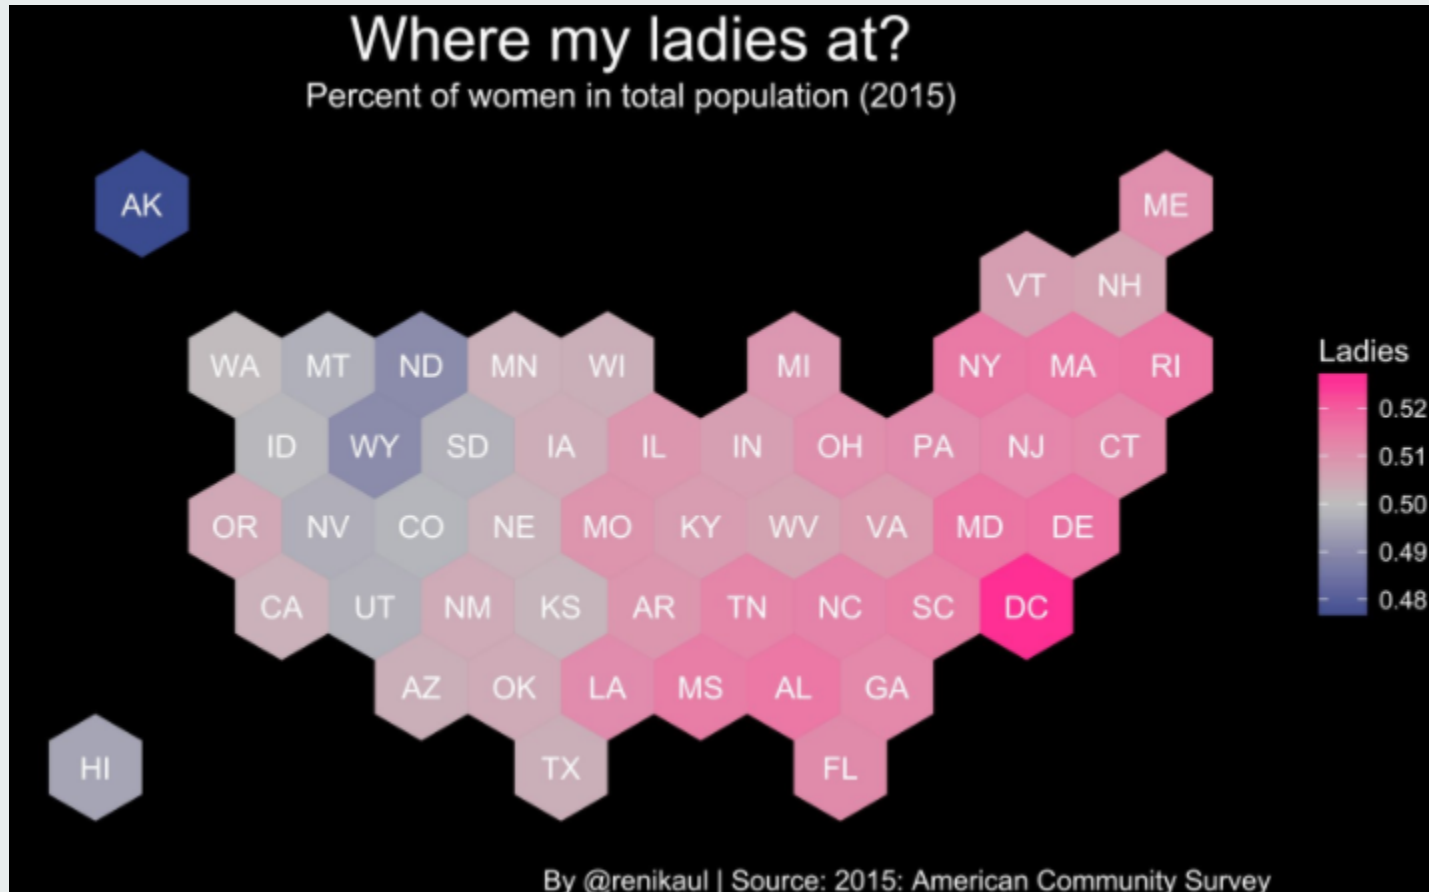 Where my ladies at?
Percent of women in total population (2015)
AK
ME
VT NH
WA MT ND MN WI MI NY MA RI
ID WY SD IA IL IN OH PA NJ CT
OR NV CO NE MO KY WV VA MD DE
CA UT NM KS AR TN NC SC DC
AZ OK LA MS AL GA
HI TX FL
Ladies
0.52
0.51
0.50
0.49
0.48
By @renikaul | Source: 2015: American Community Survey